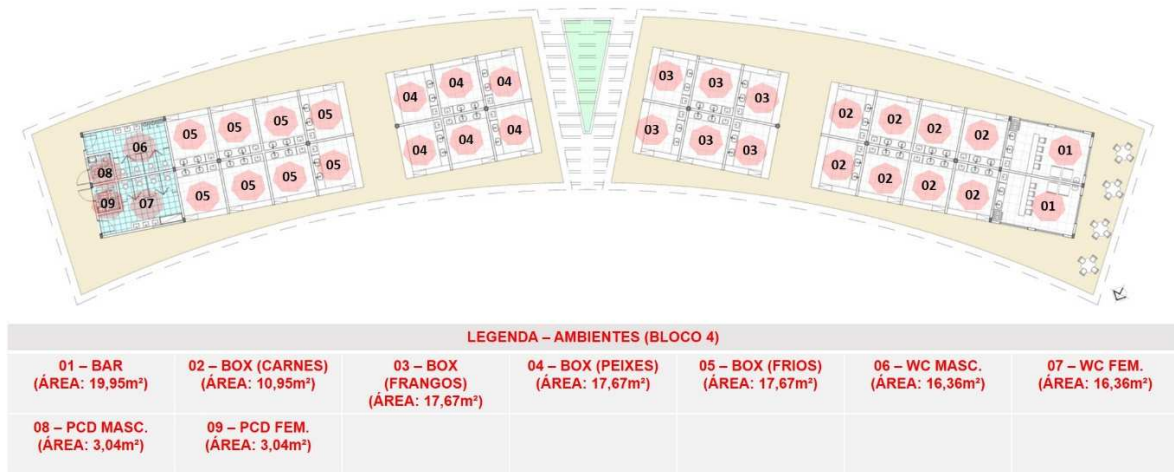 04 04 04
03 03 03
05 05 05 05
02 02 02 02
04 04 04
03 03 03
06
01
08
05 05 05 05
02 02 02 02
09 07
01
LEGENDA – AMBIENTES (BLOCO 4)
01 – BAR
(ÁREA: 19,95m²)
02 – BOX (CARNES)
(ÁREA: 10,95m²)
03 – BOX
(FRANGOS)
(ÁREA: 17,67m²)
04 – BOX (PEIXES)
(ÁREA: 17,67m²)
05 – BOX (FRIOS)
(ÁREA: 17,67m²)
06 – WC MASC.
(ÁREA: 16,36m²)
07 – WC FEM.
(ÁREA: 16,36m²)
08 – PCD MASC.
(ÁREA: 3,04m²)
09 – PCD FEM.
(ÁREA: 3,04m²)